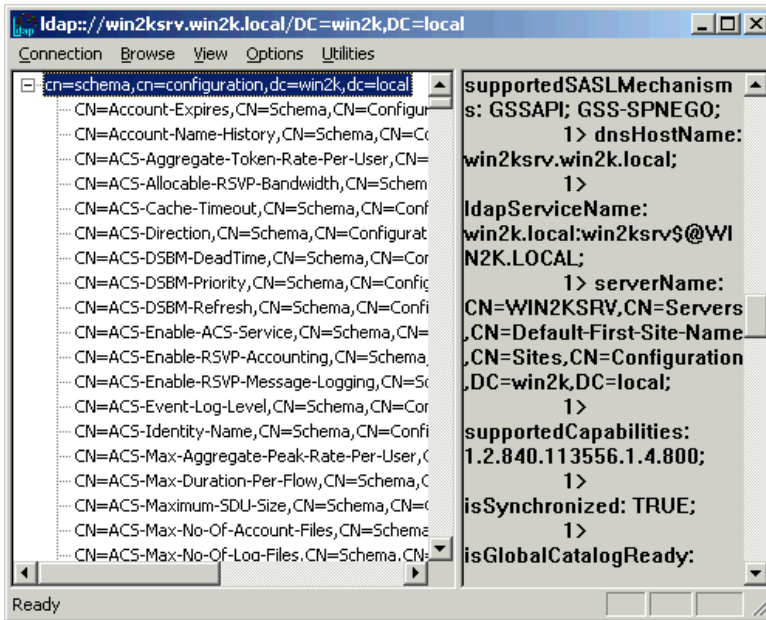 ldap://win2ksrv.win2k.local/DC=win2k,DC=local
Connection Browse View Options Utilities
cn=schema,cn=configuration,dc=win2k,dc=local
CN=Account-Expires,CN=Schema,CN=Configur
CN=Account-Name-History,CN=Schema,CN=Co
CN=ACS-Aggregate-Token-Rate-Per-User,CN=
CN=ACS-Allocable-RSVP-Bandwidth,CN=Schem
CN=ACS-Cache-Timeout,CN=Schema,CN=Conf
CN=ACS-Direction,CN=Schema,CN=Configurat
CN=ACS-DSBM-DeadTime,CN=Schema,CN=Con
CN=ACS-DSBM-Priority,CN=Schema,CN=Config
CN=ACS-DSBM-Refresh,CN=Schema,CN=Confi
CN=ACS-Enable-ACS-Service,CN=Schema,CN=
CN=ACS-Enable-RSVP-Accounting,CN=Schema,
CN=ACS-Enable-RSVP-Message-Logging,CN=Sc
CN=ACS-Event-Log-Level,CN=Schema,CN=Con
CN=ACS-Identity-Name,CN=Schema,CN=Confi
CN=ACS-Max-Aggregate-Peak-Rate-Per-User,C
CN=ACS-Max-Duration-Per-Flow,CN=Schema,C
CN=ACS-Maximum-SDU-Size,CN=Schema,CN=
CN=ACS-Max-No-Of-Account-Files,CN=Schema
CN=ACS-Max-No-Of-Log-Files,CN=Schema,CN=
supportedSASLMechanism
s: GSSAPI; GSS-SPNEGO;
1> dnsHostName:
win2ksrv.win2k.local;
1>
ldapServiceName:
win2k.local:win2ksrv$@WI
N2K.LOCAL;
1> serverName:
CN=WIN2KSRV,CN=Servers
,CN=Default-First-Site-Name
,CN=Sites,CN=Configuration
,DC=win2k,DC=local;
1>
supportedCapabilities:
1.2.840.113556.1.4.800;
1>
isSynchronized: TRUE;
1>
isGlobalCatalogReady:
Ready